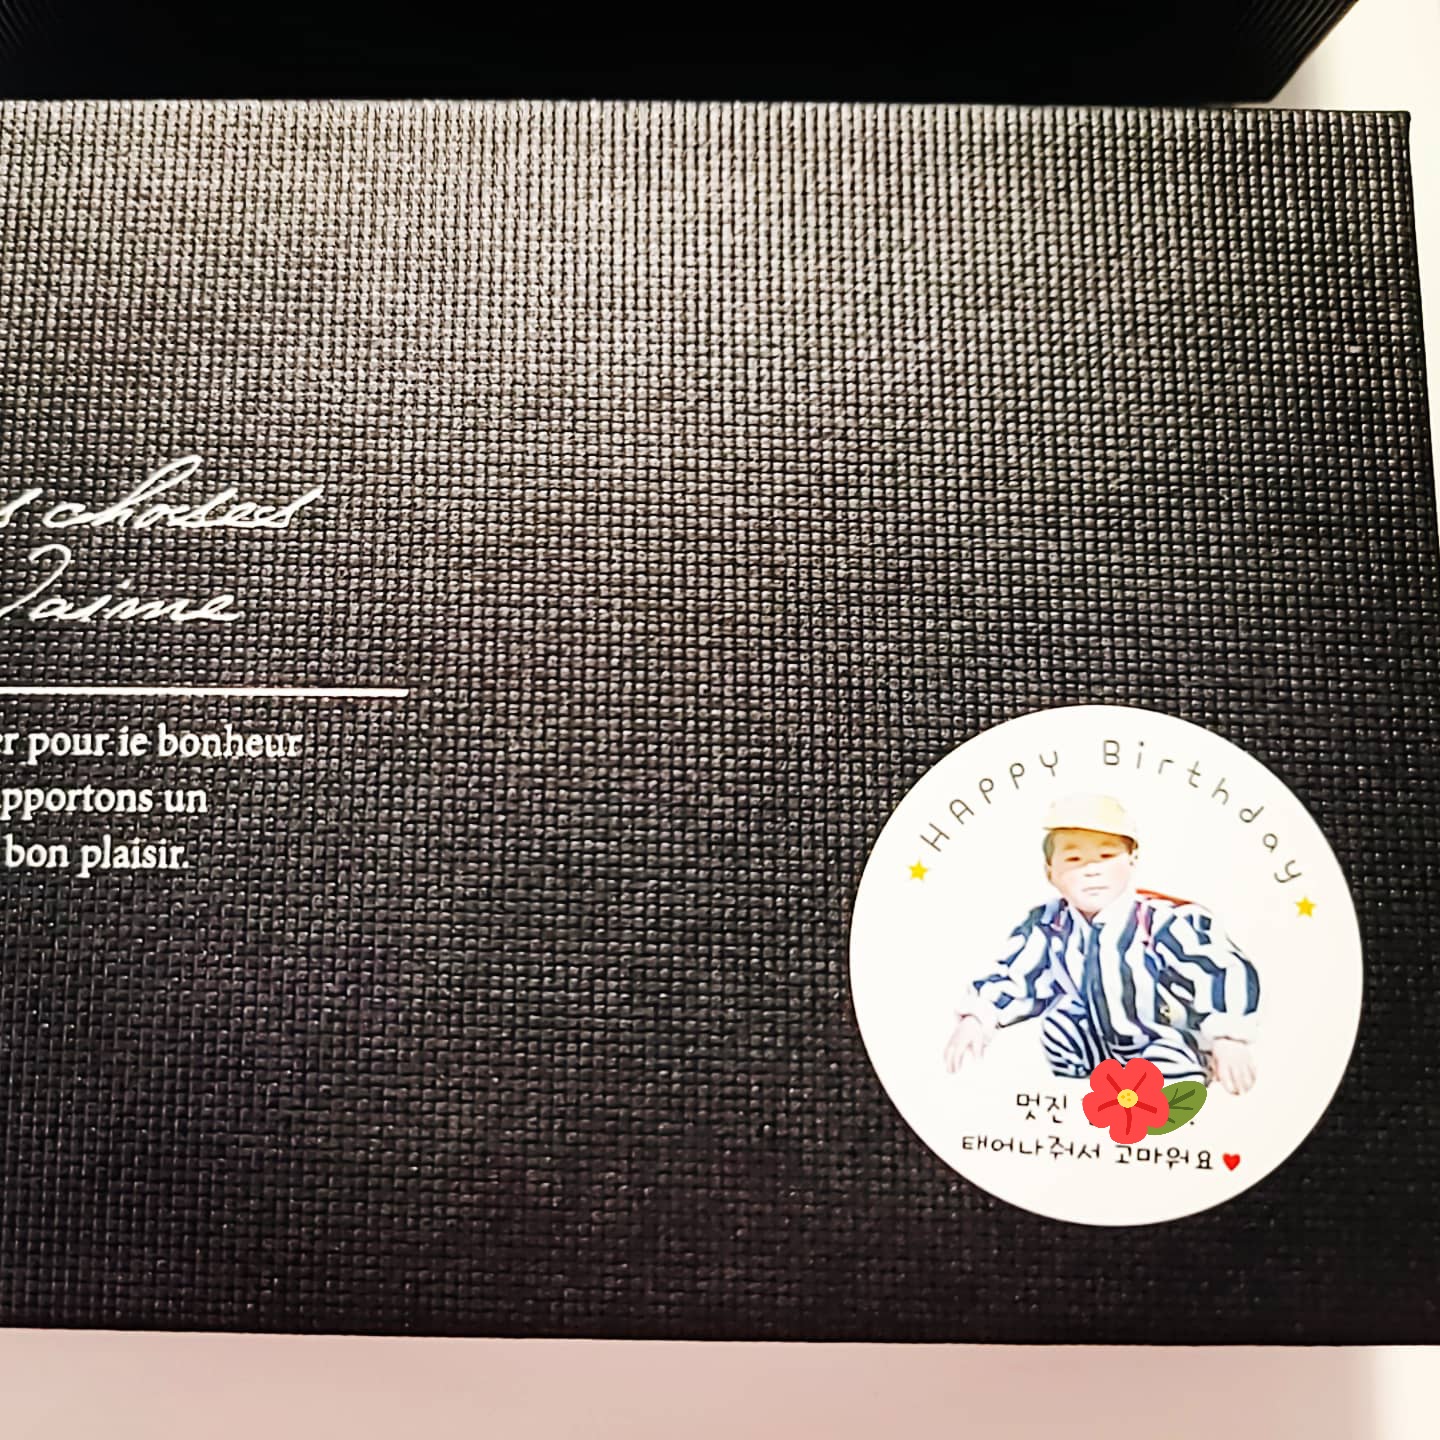 choses
J'aime
pour ie bonheur
un
bon plaisir.
HAPPY Birthday
멋진
태어나줘서 고마워요